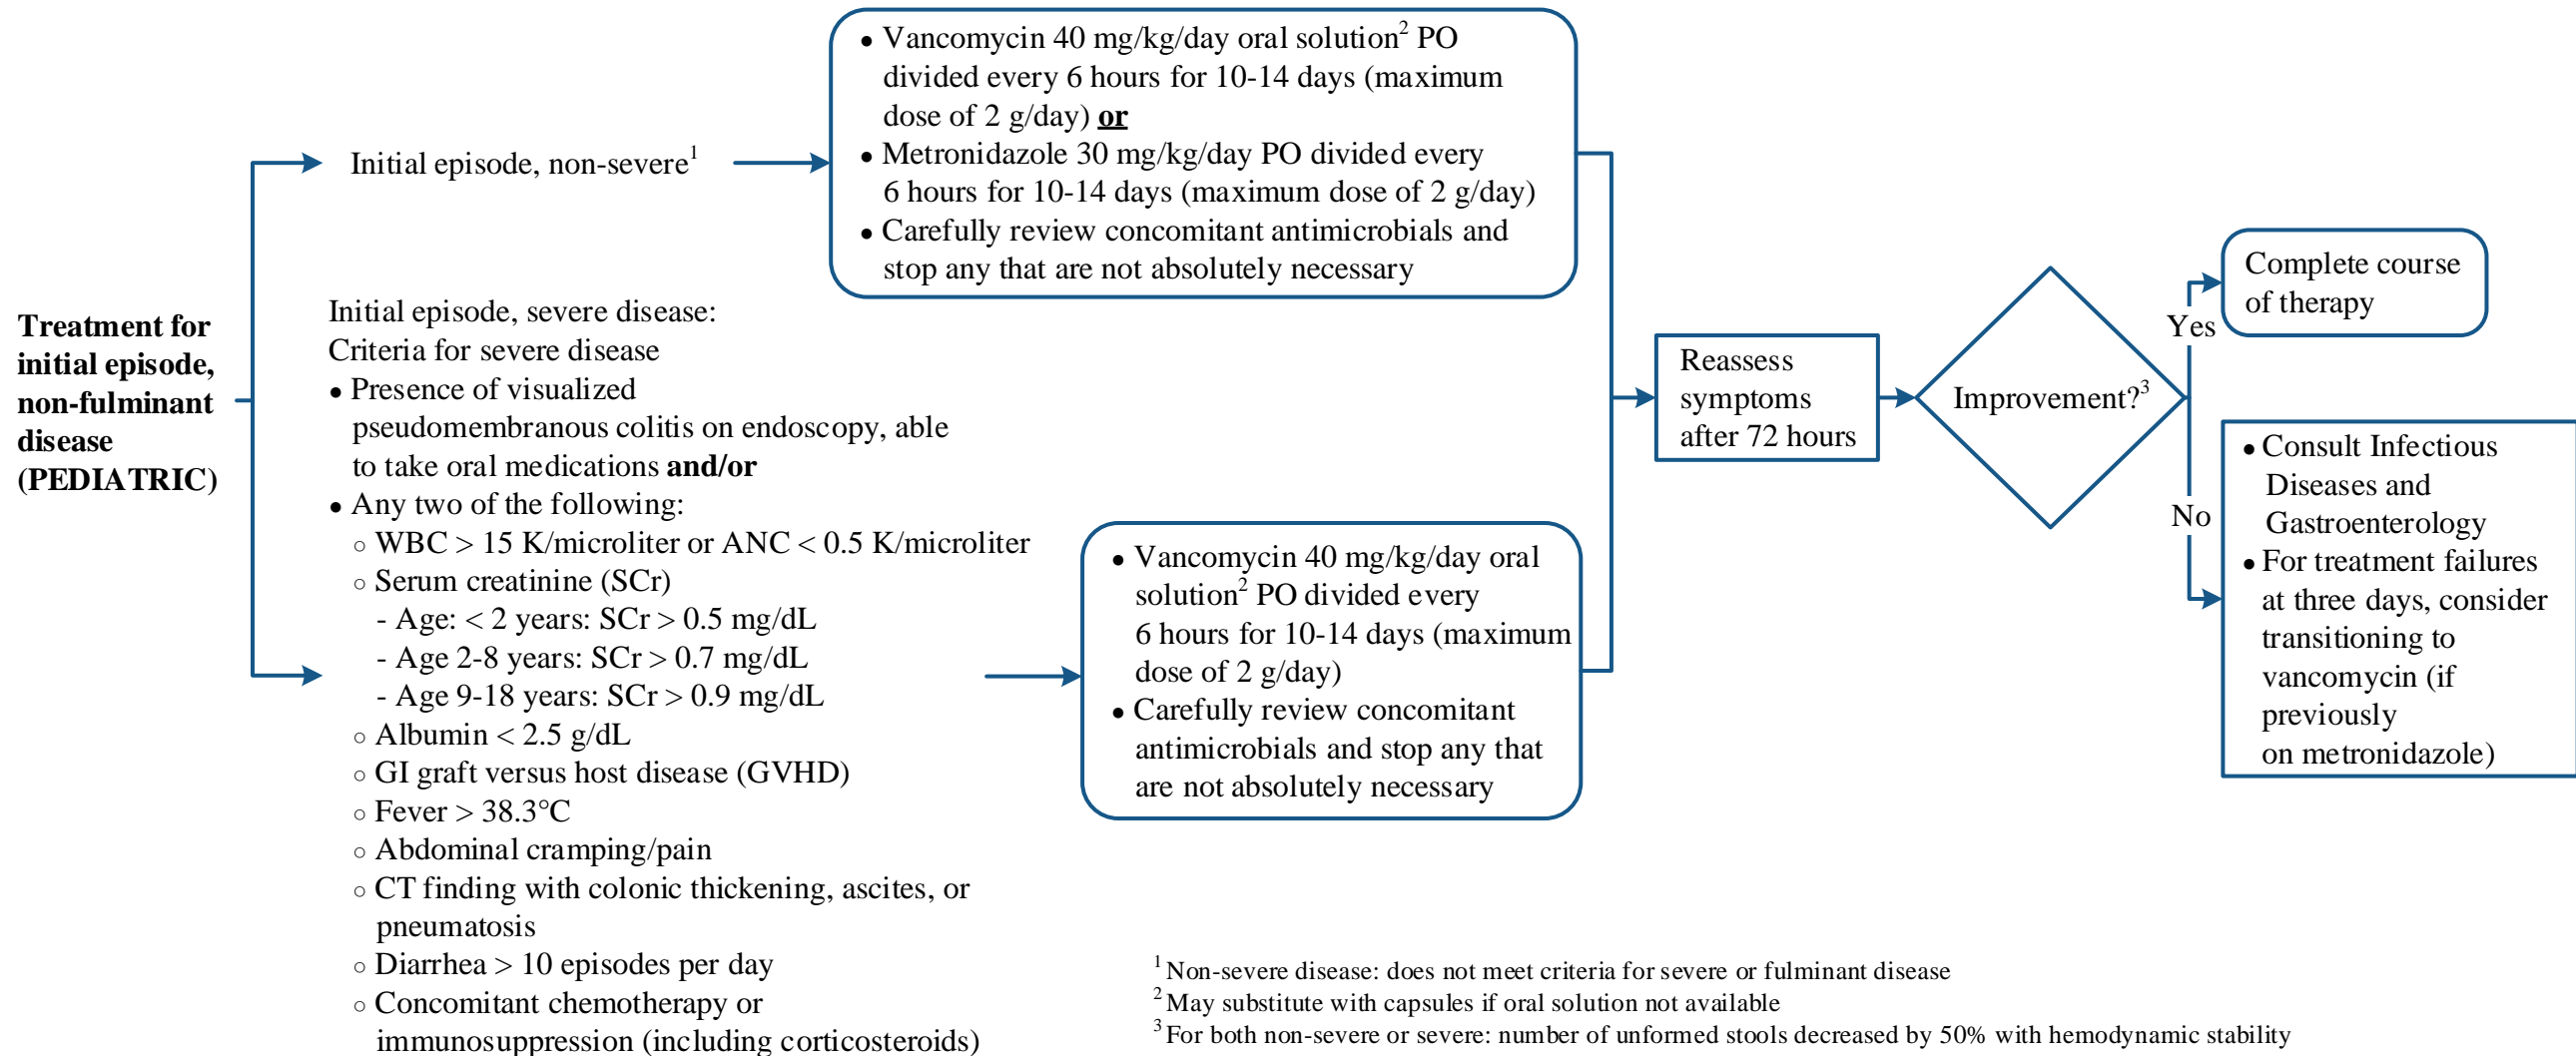 Treatment for
initial episode,
non-fulminant
disease
(PEDIATRIC)
Initial episode, non-severe1
• Vancomycin 40 mg/kg/day oral solution2 PO
divided every 6 hours for 10-14 days (maximum
dose of 2 g/day) or
• Metronidazole 30 mg/kg/day PO divided every
6 hours for 10-14 days (maximum dose of 2 g/day)
• Carefully review concomitant antimicrobials and
stop any that are not absolutely necessary
Initial episode, severe disease:
Criteria for severe disease
• Presence of visualized
pseudomembranous colitis on endoscopy, able
to take oral medications and/or
• Any two of the following:
○ WBC > 15 K/microliter or ANC < 0.5 K/microliter
○ Serum creatinine (SCr)
- Age: < 2 years: SCr > 0.5 mg/dL
- Age 2-8 years: SCr > 0.7 mg/dL
- Age 9-18 years: SCr > 0.9 mg/dL
○ Albumin < 2.5 g/dL
○ GI graft versus host disease (GVHD)
○ Fever > 38.3°C
○ Abdominal cramping/pain
○ CT finding with colonic thickening, ascites, or
pneumatosis
○ Diarrhea > 10 episodes per day
○ Concomitant chemotherapy or
immunosuppression (including corticosteroids)
• Vancomycin 40 mg/kg/day oral
solution2 PO divided every
6 hours for 10-14 days (maximum
dose of 2 g/day)
• Carefully review concomitant
antimicrobials and stop any that
are not absolutely necessary
Reassess
symptoms
after 72 hours
Improvement?3
Yes
Complete course
of therapy
No
• Consult Infectious
Diseases and
Gastroenterology
• For treatment failures
at three days, consider
transitioning to
vancomycin (if
previously
on metronidazole)
1 Non-severe disease: does not meet criteria for severe or fulminant disease
2 May substitute with capsules if oral solution not available
3 For both non-severe or severe: number of unformed stools decreased by 50% with hemodynamic stability